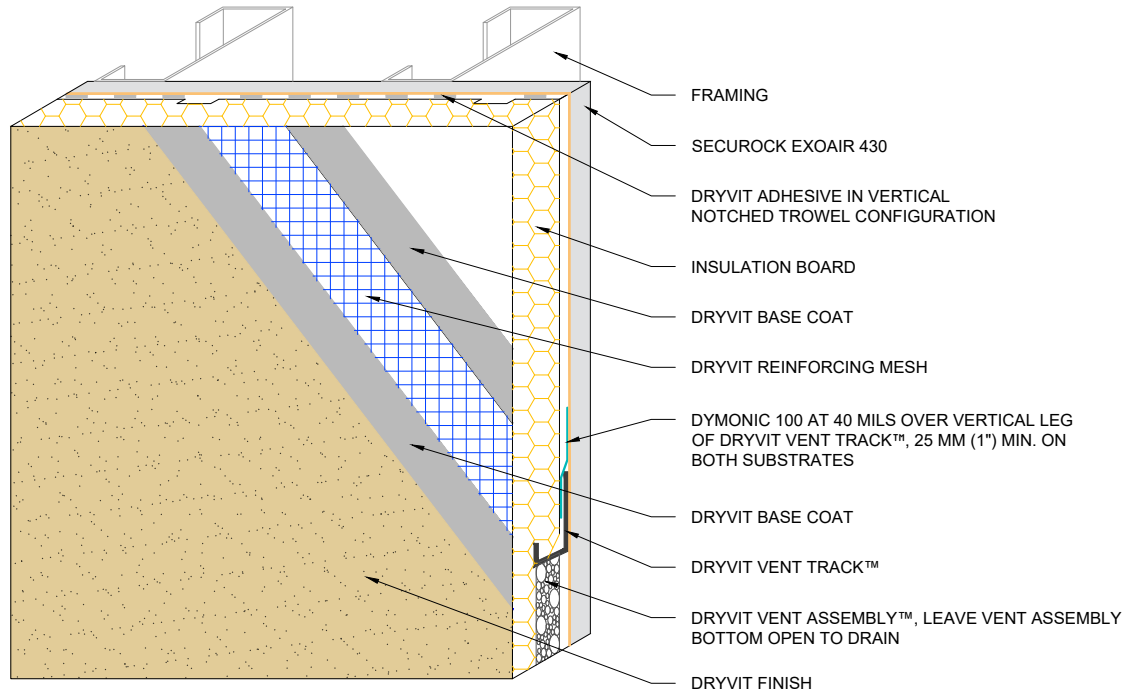 FRAMING
SECUROCK EXOAIR 430
DRYVIT ADHESIVE IN VERTICAL
NOTCHED TROWEL CONFIGURATION
INSULATION BOARD
DRYVIT BASE COAT
DRYVIT REINFORCING MESH
DYMONIC 100 AT 40 MILS OVER VERTICAL LEG
OF DRYVIT VENT TRACK™, 25 MM (1") MIN. ON
BOTH SUBSTRATES
DRYVIT BASE COAT
DRYVIT VENT TRACK™
DRYVIT VENT ASSEMBLY™, LEAVE VENT ASSEMBLY
BOTTOM OPEN TO DRAIN
DRYVIT FINISH